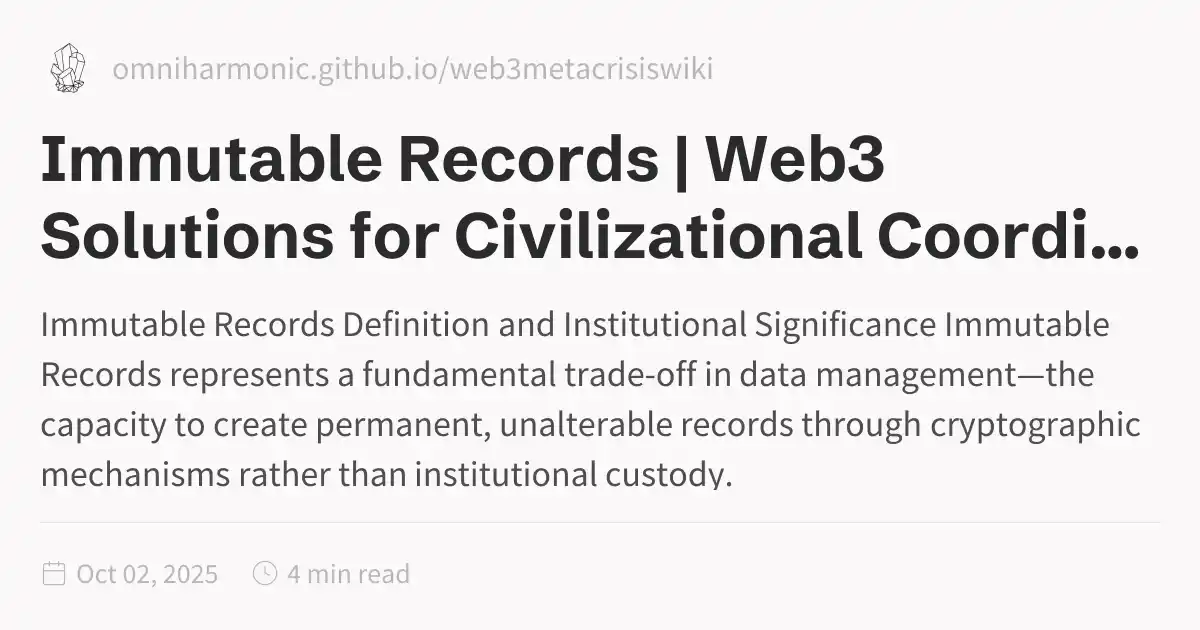 omniharmonic.github.io/web3metacrisiswiki
Immutable Records | Web3
Solutions for Civilizational Coordi...
Immutable Records Definition and Institutional Significance Immutable
Records represents a fundamental trade-off in data management—the
capacity to create permanent, unalterable records through cryptographic
mechanisms rather than institutional custody.
Oct 02, 2025 4 min read